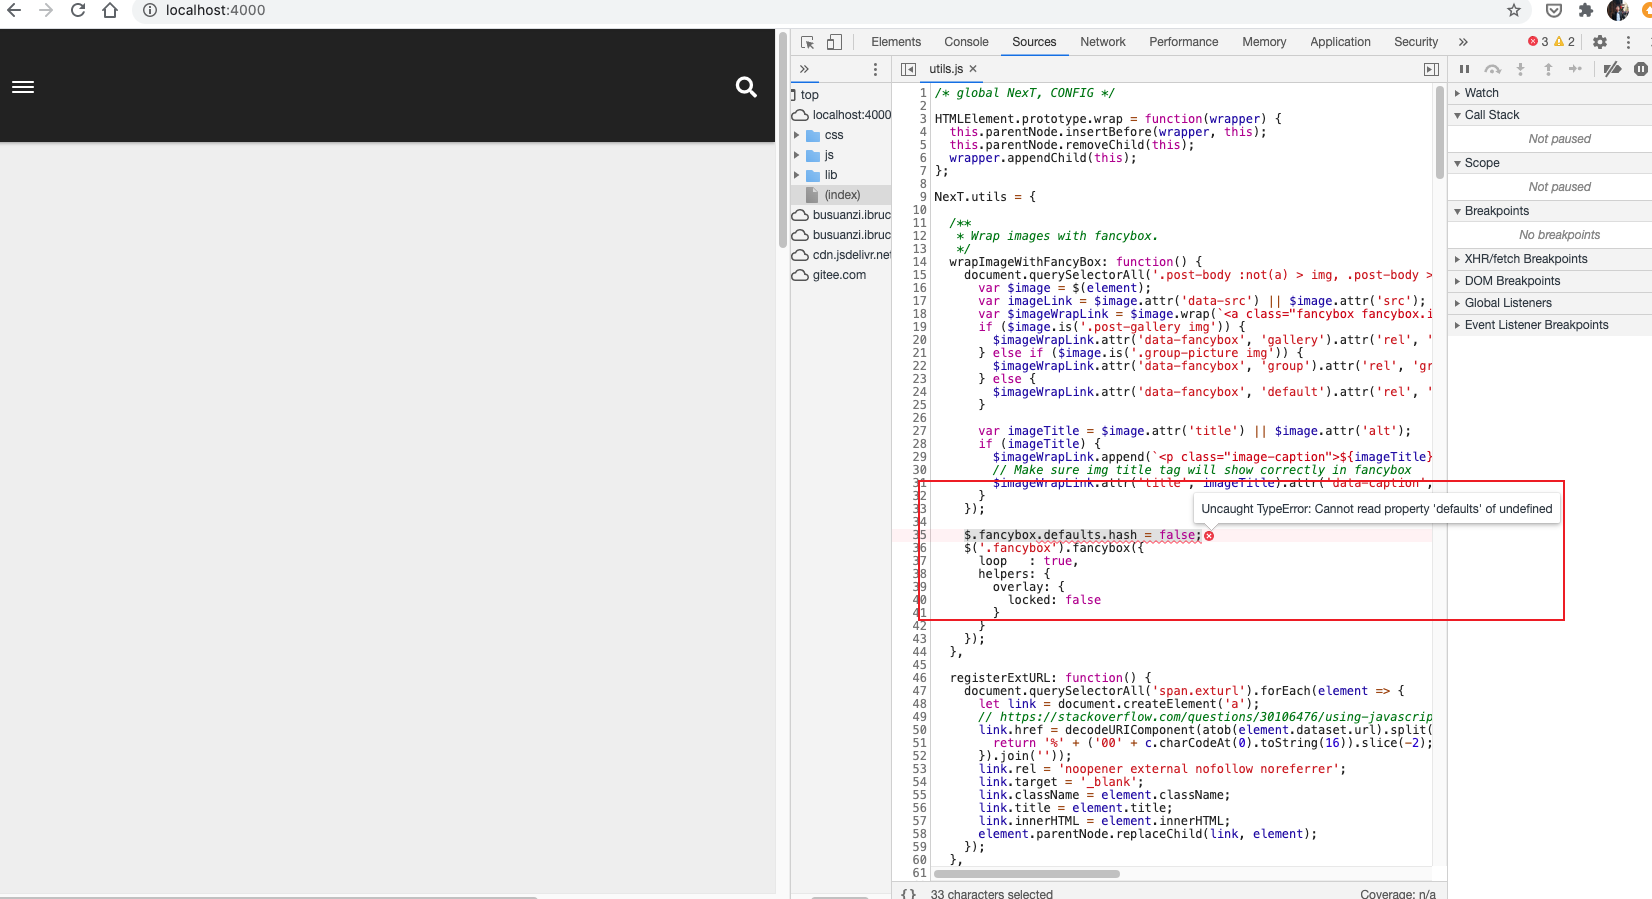 localhost:4000
Elements Console Sources Network Performance Memory Application Security » 3 2
» utils.js ×
top
localhost:4000
css
js
lib
(index)
busuanzi.ibruc
busuanzi.ibruc
cdn.jsdelivr.net
gitee.com
1 /* global NexT, CONFIG */
2
3 HTMLElement.prototype.wrap = function(wrapper) {
4 this.parentNode.insertBefore(wrapper, this);
5 this.parentNode.removeChild(this);
6 wrapper.appendChild(this);
7 };
8
9 NexT.utils = {
10
11 /**
12 * Wrap images with fancybox.
13 */
14 wrapImageWithFancyBox: function() {
15 document.querySelectorAll('.post-body :not(a) > img, .post-body >
16 var $image = $(element);
17 var imageLink = $image.attr('data-src') || $image.attr('src');
18 var $imageWrapLink = $image.wrap(`<a class="fancybox fancybox.i
19 if ($image.is('.post-gallery img')) {
20 $imageWrapLink.attr('data-fancybox', 'gallery').attr('rel', '
21 } else if ($image.is('.group-picture img')) {
22 $imageWrapLink.attr('data-fancybox', 'group').attr('rel', 'gr
23 } else {
24 $imageWrapLink.attr('data-fancybox', 'default').attr('rel', '
25 }
26
27 var imageTitle = $image.attr('title') || $image.attr('alt');
28 if (imageTitle) {
29 $imageWrapLink.append(`<p class="image-caption">${imageTitle}
30 // Make sure img title tag will show correctly in fancybox
31 $imageWrapLink.attr('title', imageTitle).attr('data-caption',
32 }
33 });
Uncaught TypeError: Cannot read property 'defaults' of undefined
34
35 $.fancybox.defaults.hash = false;
36 $('.fancybox').fancybox({
37 loop : true,
38 helpers: {
39 overlay: {
40 locked: false
41 }
42 }
43 });
44 },
45
46 registerExtURL: function() {
47 document.querySelectorAll('span.exturl').forEach(element => {
48 let link = document.createElement('a');
49 // https://stackoverflow.com/questions/30106476/using-javascrip
50 link.href = decodeURIComponent(atob(element.dataset.url).split(
51 return '%' + ('00' + c.charCodeAt(0).toString(16)).slice(-2);
52 }).join(''));
53 link.rel = 'noopener external nofollow noreferrer';
54 link.target = '_blank';
55 link.className = element.className;
56 link.title = element.title;
57 link.innerHTML = element.innerHTML;
58 element.parentNode.replaceChild(link, element);
59 });
60 },
61
{} 33 characters selected Coverage: n/a
Watch
Call Stack
Not paused
Scope
Not paused
Breakpoints
No breakpoints
XHR/fetch Breakpoints
DOM Breakpoints
Global Listeners
Event Listener Breakpoints